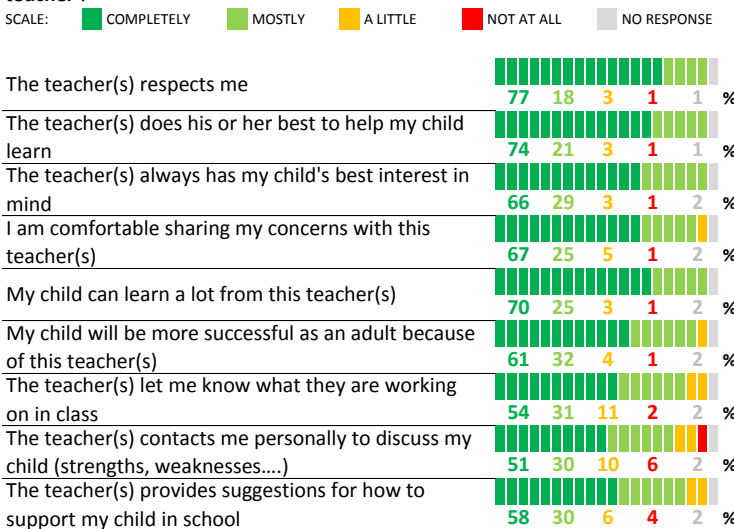 SCALE: COMPLETELY MOSTLY A LITTLE NOT AT ALL NO RESPONSE
The teacher(s) respects me
77 18 3 1 1 %
The teacher(s) does his or her best to help my child
learn
74 21 3 1 1 %
The teacher(s) always has my child's best interest in
mind
66 29 3 1 2 %
I am comfortable sharing my concerns with this
teacher(s)
67 25 5 1 2 %
My child can learn a lot from this teacher(s)
70 25 3 1 2 %
My child will be more successful as an adult because
of this teacher(s)
61 32 4 1 2 %
The teacher(s) let me know what they are working
on in class
54 31 11 2 2 %
The teacher(s) contacts me personally to discuss my
child (strengths, weaknesses....)
51 30 10 6 2 %
The teacher(s) provides suggestions for how to
support my child in school
58 30 6 4 2 %